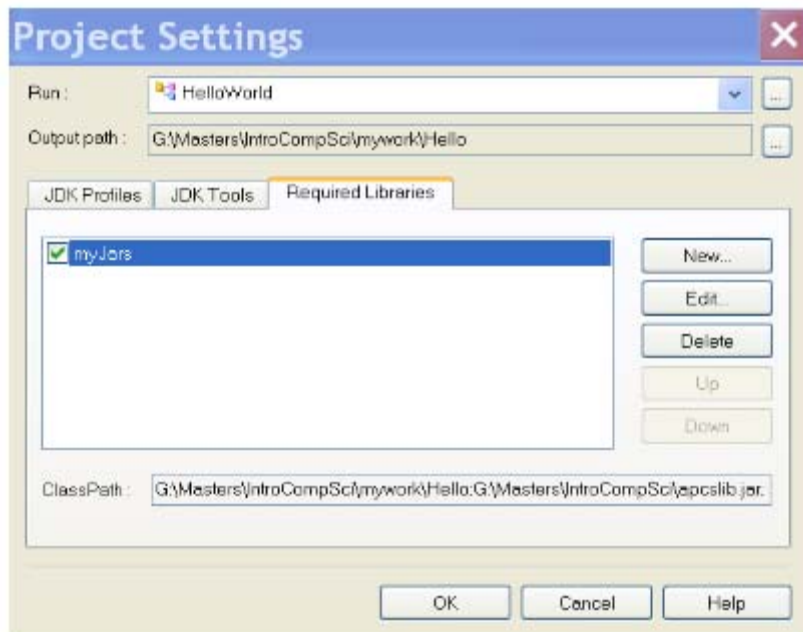 Project Settings
Run :
HelloWorld
...
Output path :
G:\Masters\IntroCompSci\mywork\Hello
...
JDK Profiles
JDK Tools
Required Libraries
myJars
New...
Edit...
Delete
Up
Down
ClassPath :
G:\Masters\IntroCompSci\mywork\Hello:G:\Masters\IntroCompSci\apcslib.jar.
OK
Cancel
Help